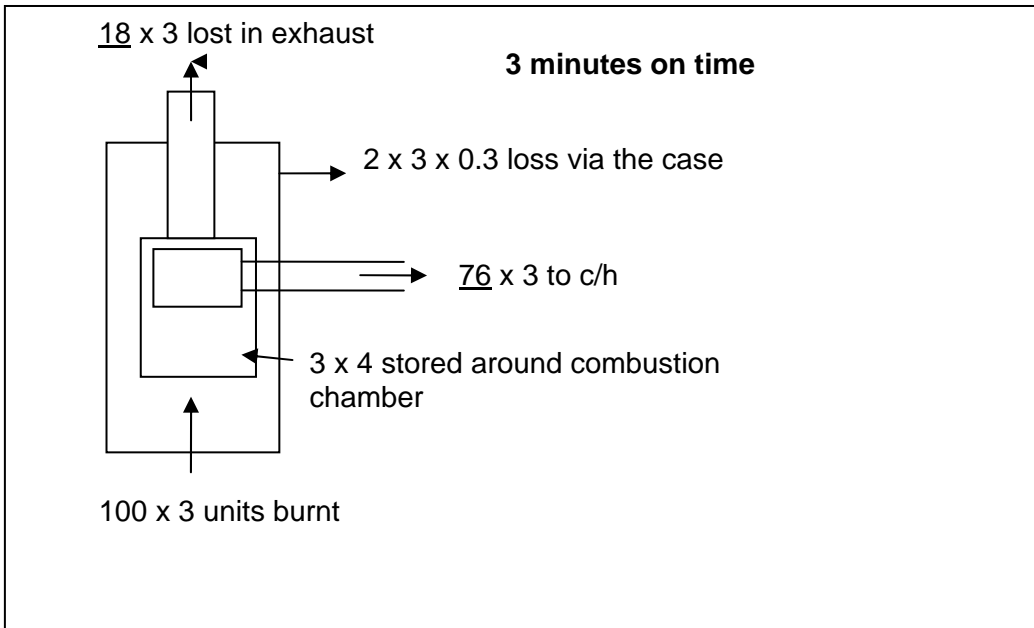 18 x 3 lost in exhaust
3 minutes on time
2 x 3 x 0.3 loss via the case
76 x 3 to c/h
3 x 4 stored around combustion
chamber
100 x 3 units burnt